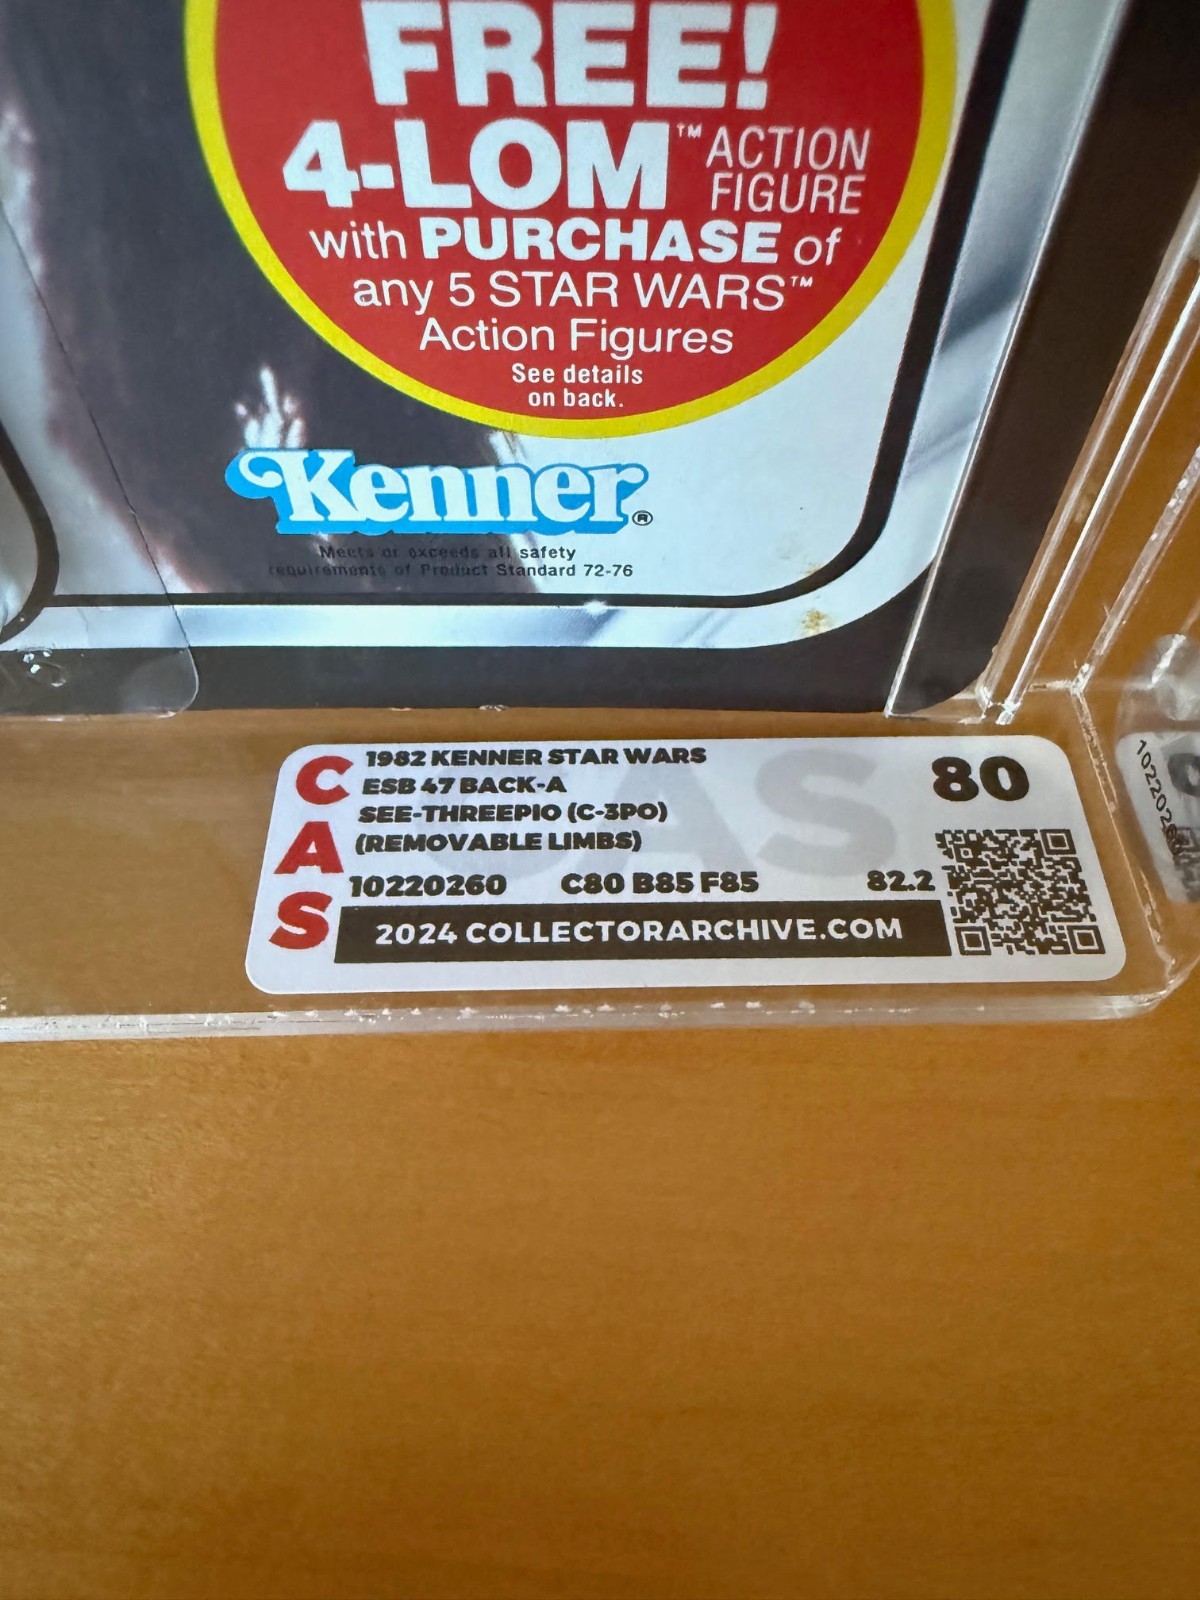 FREE!
4-LOM™ ACTION FIGURE
with PURCHASE of
any 5 STAR WARS™
Action Figures
See details
on back.
Kenner®
Meets or exceeds all safety
requirements of Product Standard 72-76
CAS
1982 KENNER STAR WARS
ESB 47 BACK-A
SEE-THREEPIO (C-3PO)
(REMOVABLE LIMBS)
80
10220260 C80 B85 F85 82.2
2024 COLLECTORARCHIVE.COM
CAS